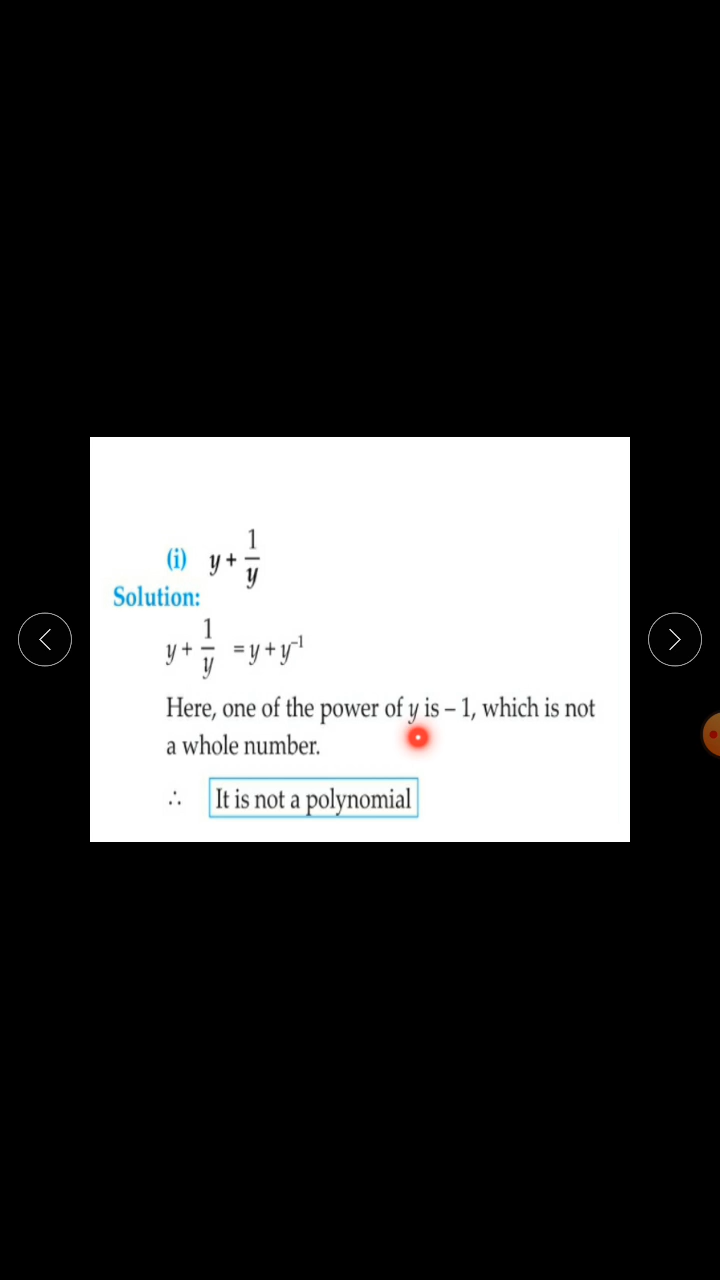 (i) y + 1/y
Solution:
y + 1/y = y + y⁻¹
Here, one of the power of y is – 1, which is not
a whole number.
∴ It is not a polynomial